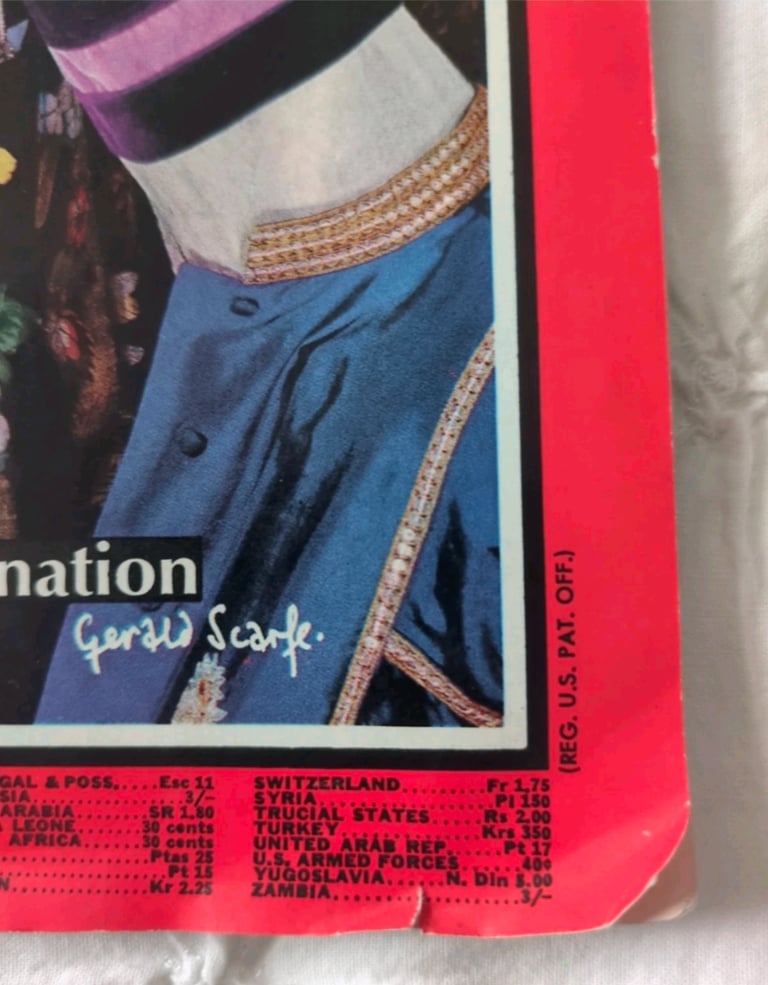 nation
Gerald Scarfe.
(REG. U.S. PAT. OFF.)
GAL & POSS.....Esc 11
SIA..................3/-
ARABIA........SR 1.80
LEONE.......30 cents
AFRICA......30 cents
................Ptas 25
..................Pt 15
N................Kr 2.25
SWITZERLAND..........Fr 1.75
SYRIA....................Pl 150
TRUCIAL STATES......Rs 2.00
TURKEY................Krs 350
UNITED ARAB REP.......Pt 17
U.S. ARMED FORCES.......40¢
YUGOSLAVIA......N. Din 5.00
ZAMBIA.....................3/-